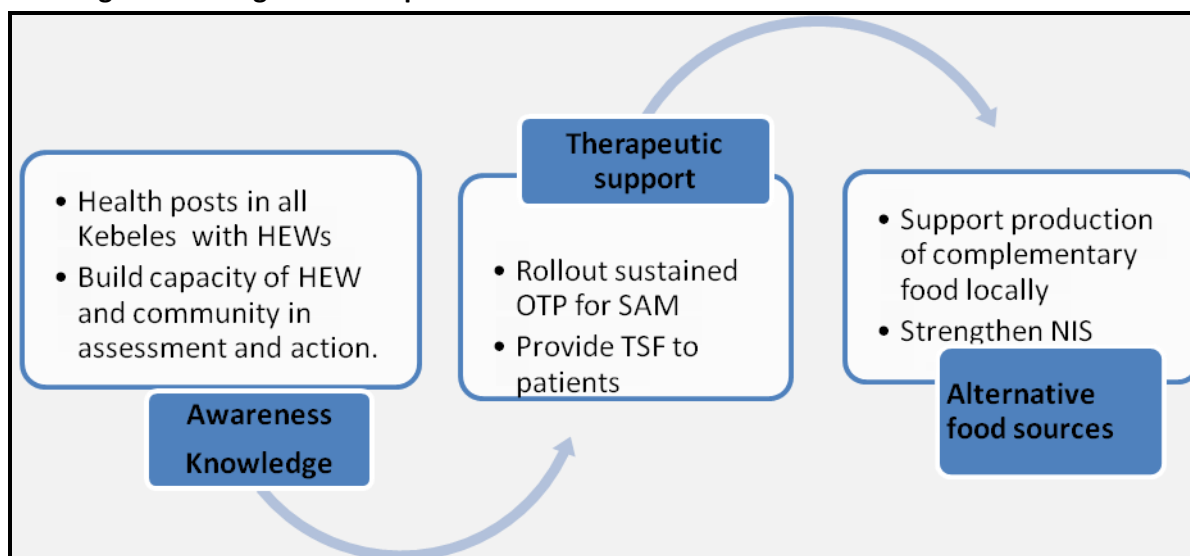 • Health posts in all
Kebeles with HEWs
• Build capacity of HEW
and community in
assessment and action.
Awareness
Knowledge
Therapeutic
support
• Rollout sustained
OTP for SAM
• Provide TSF to
patients
• Support production
of complementary
food locally
• Strengthen NIS
Alternative
food sources